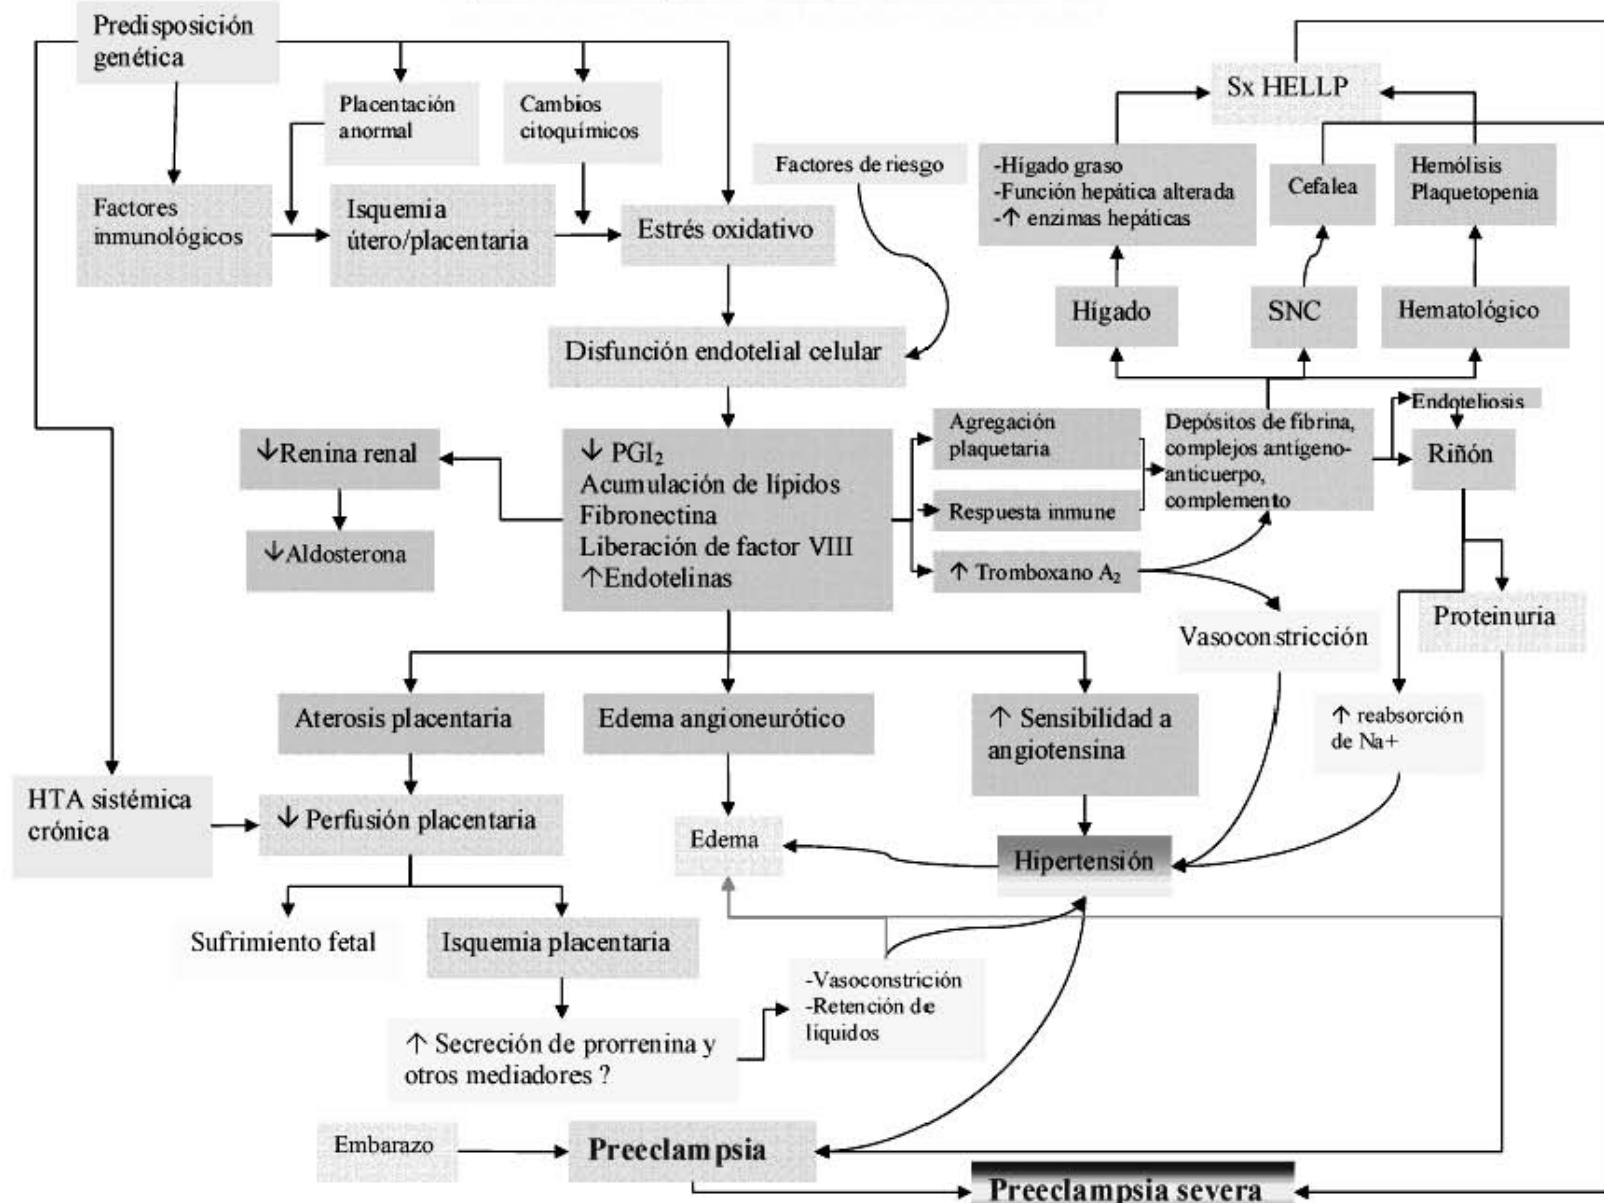 Predisposición
genética
Placentación
anormal
Cambios
citoquímicos
Factores de riesgo
Sx HELLP
-Hígado graso
-Función hepática alterada
-↑ enzimas hepáticas
Cefalea
Hemólisis
Plaquetopenia
Factores
inmunológicos
Isquemia
útero/placentaria
Estrés oxidativo
Hígado
SNC
Hematológico
Disfunción endotelial celular
Endoteliosis
↓Renina renal
↓ PGI₂
Acumulación de lípidos
Fibronectina
Liberación de factor VIII
↑Endotelinas
Agregación
plaquetaria
Depósitos de fibrina,
complejos antígeno-
anticuerpo,
complemento
Riñón
Respuesta inmune
↓Aldosterona
↑ Tromboxano A₂
Proteinuria
Vasoconstricción
Aterosis placentaria
Edema angioneurótico
↑ Sensibilidad a
angiotensina
↑ reabsorción
de Na+
HTA sistémica
crónica
↓ Perfusión placentaria
Edema
Hipertensión
Sufrimiento fetal
Isquemia placentaria
-Vasoconstrición
-Retención de
líquidos
↑ Secreción de prorrenina y
otros mediadores ?
Embarazo
Preeclampsia
Preeclampsia severa